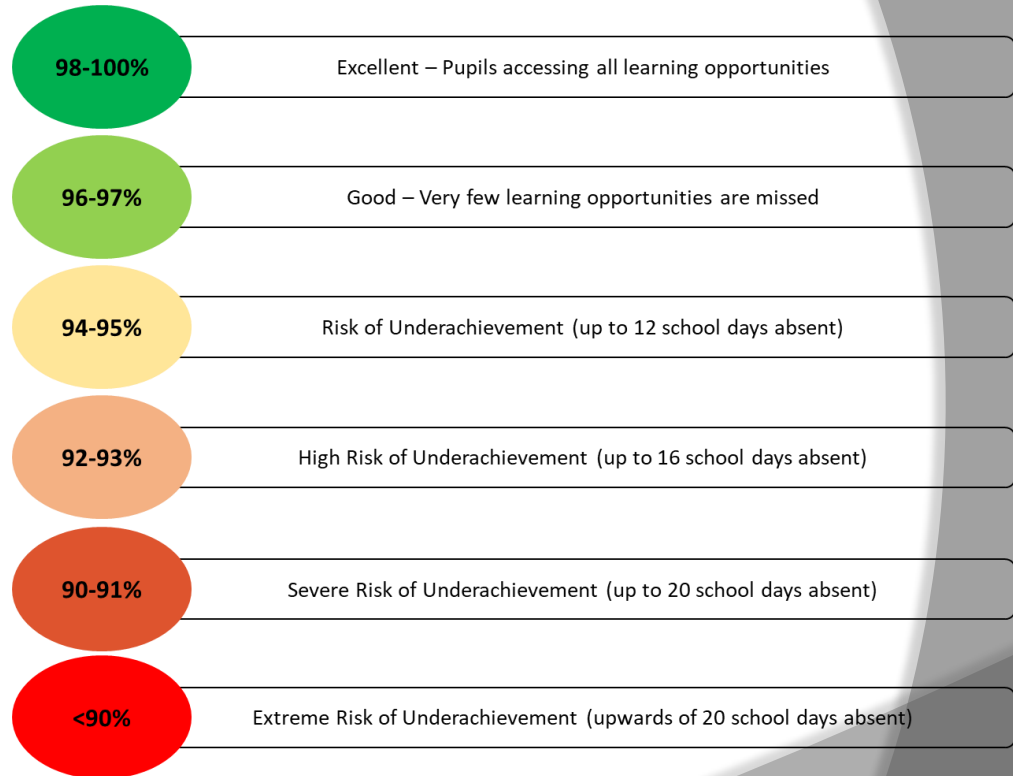 98-100%
Excellent – Pupils accessing all learning opportunities
96-97%
Good – Very few learning opportunities are missed
94-95%
Risk of Underachievement (up to 12 school days absent)
92-93%
High Risk of Underachievement (up to 16 school days absent)
90-91%
Severe Risk of Underachievement (up to 20 school days absent)
<90%
Extreme Risk of Underachievement (upwards of 20 school days absent)